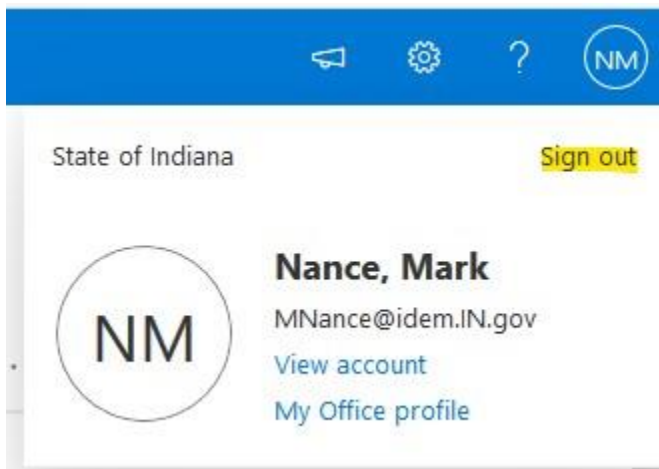 ?
NM
State of Indiana
Sign out
NM
Nance, Mark
MNance@idem.IN.gov
View account
My Office profile